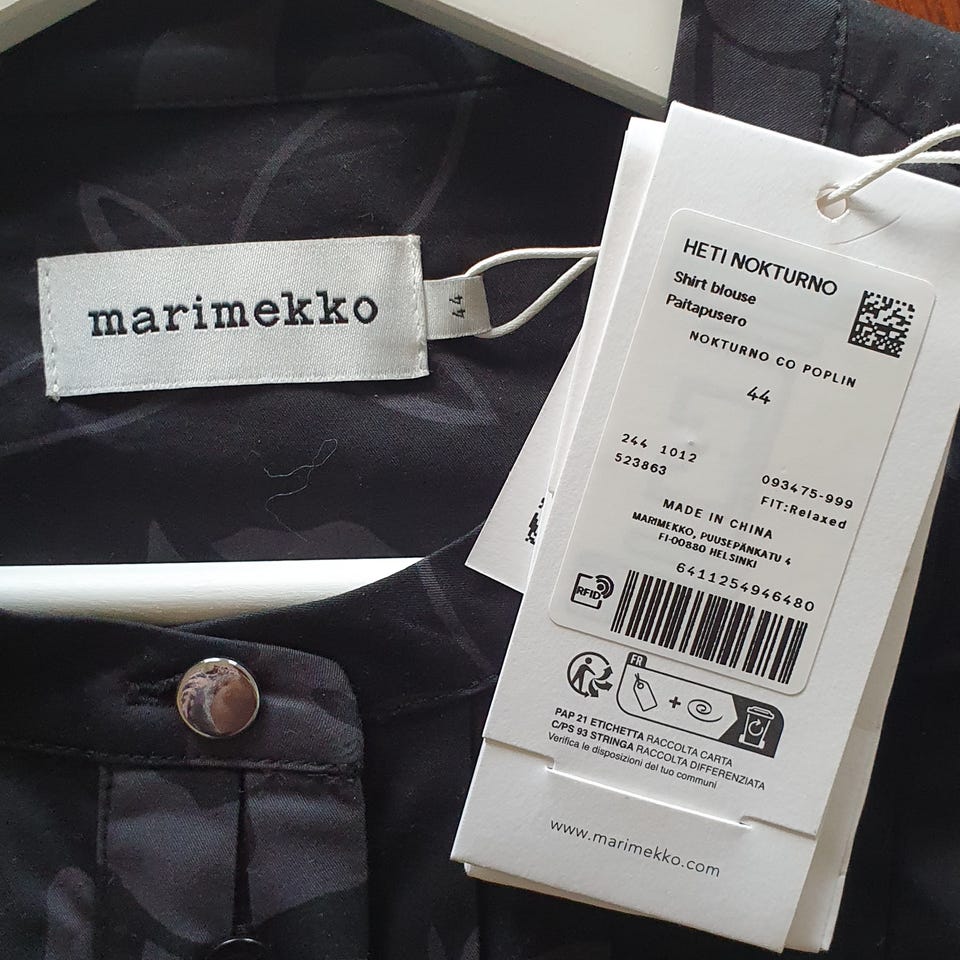 marimekko
44
HETI NOKTURNO
Shirt blouse
Paitapusero
NOKTURNO CO POPLIN
44
244 1012
523863
093475-999
FIT:Relaxed
MADE IN CHINA
MARIMEKKO, PUUSEPÄNKATU 4
FI-00880 HELSINKI
6411254946480
RFID
FR
+
PAP 21 ETICHETTA RACCOLTA CARTA
C/PS 93 STRINGA RACCOLTA DIFFERENZIATA
Verifica le disposizioni del tuo comuni
www.marimekko.com